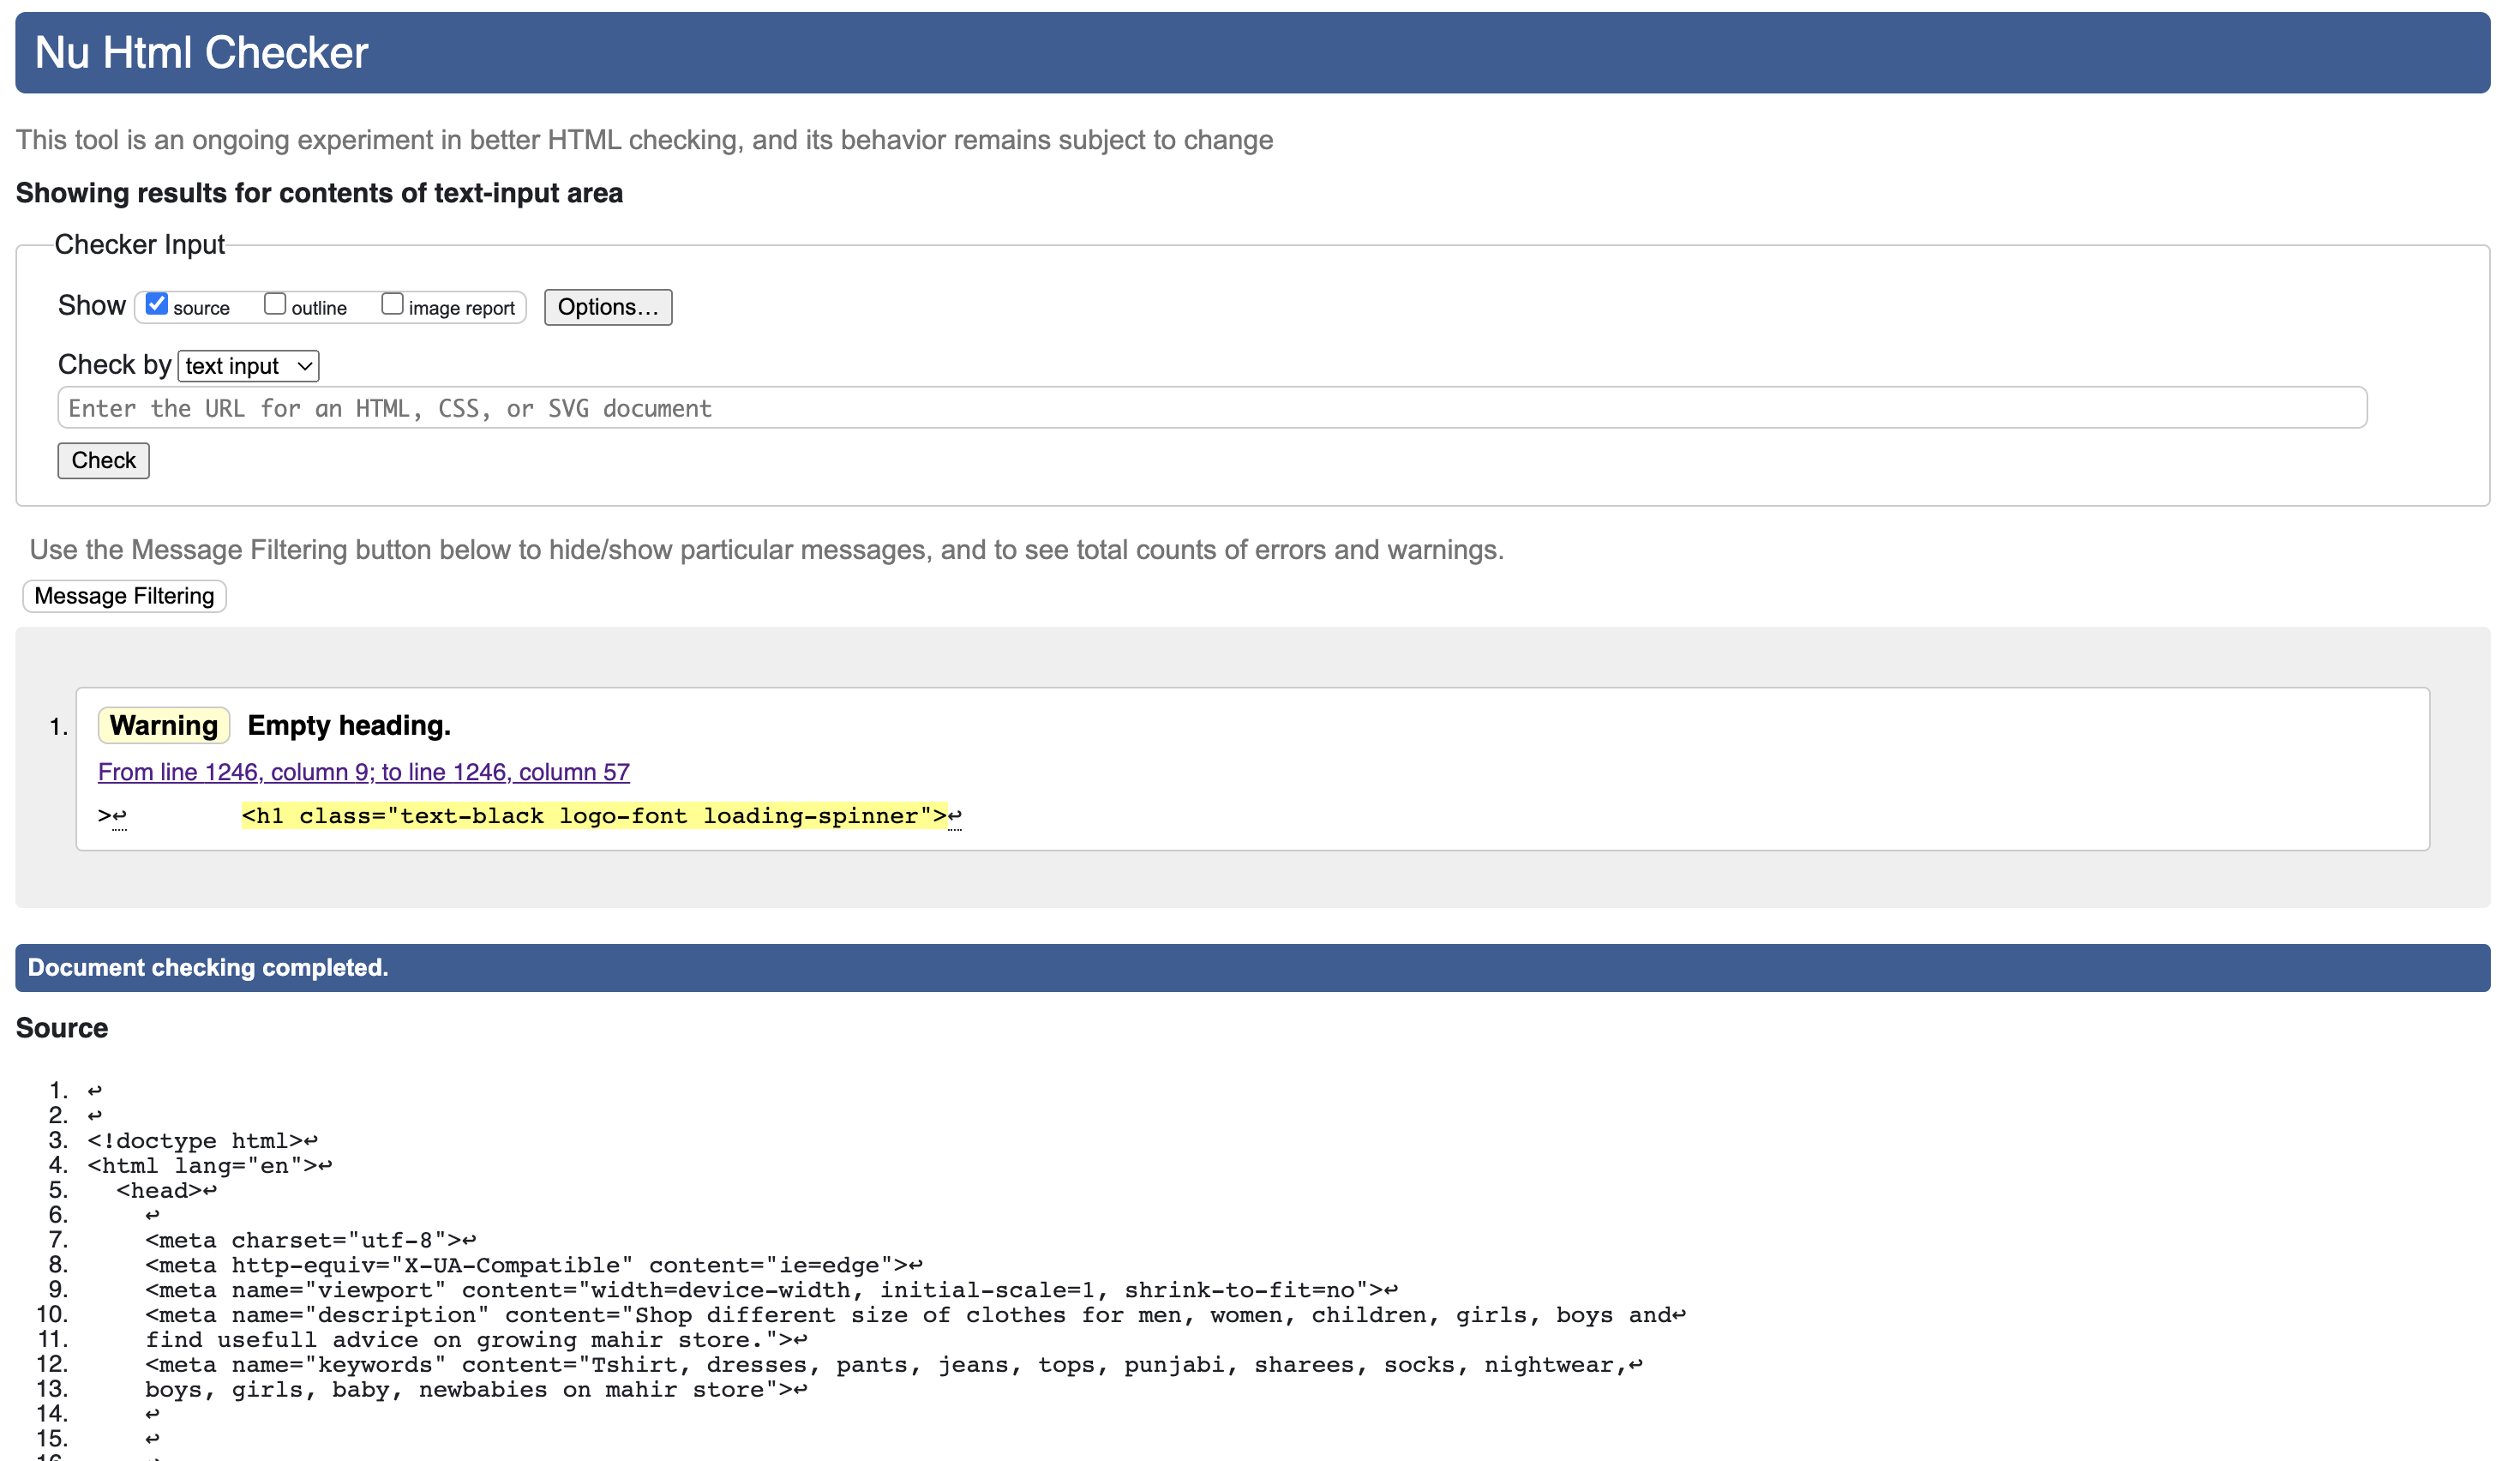 Nu Html Checker
This tool is an ongoing experiment in better HTML checking, and its behavior remains subject to change
Showing results for contents of text-input area
Checker Input
Show source outline image report Options...
Check by text input
Enter the URL for an HTML, CSS, or SVG document
Check
Use the Message Filtering button below to hide/show particular messages, and to see total counts of errors and warnings.
Message Filtering
1. Warning Empty heading.
From line 1246, column 9; to line 1246, column 57
>↩ <h1 class="text-black logo-font loading-spinner">↩
Document checking completed.
Source
1. ↩
2. ↩
3. <!doctype html>↩
4. <html lang="en">↩
5. <head>↩
6. ↩
7. <meta charset="utf-8">↩
8. <meta http-equiv="X-UA-Compatible" content="ie=edge">↩
9. <meta name="viewport" content="width=device-width, initial-scale=1, shrink-to-fit=no">↩
10. <meta name="description" content="Shop different size of clothes for men, women, children, girls, boys and↩
11. find usefull advice on growing mahir store.">↩
12. <meta name="keywords" content="Tshirt, dresses, pants, jeans, tops, punjabi, sharees, socks, nightwear,↩
13. boys, girls, baby, newbabies on mahir store">↩
14. ↩
15. ↩